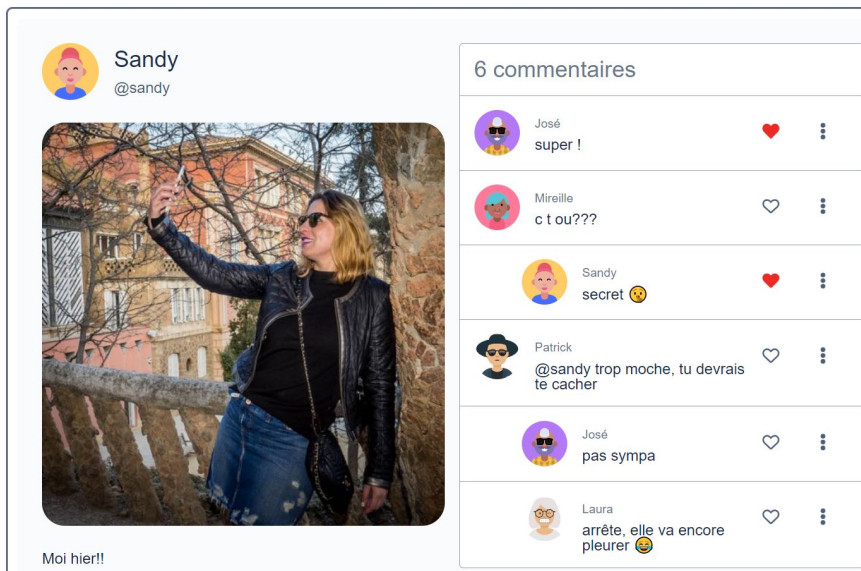 Sandy
@sandy
Moi hier!!
6 commentaires
José
super !
Mireille
c t ou???
Sandy
secret 🤫
Patrick
@sandy trop moche, tu devrais
te cacher
José
pas sympa
Laura
arrête, elle va encore
pleurer 😂